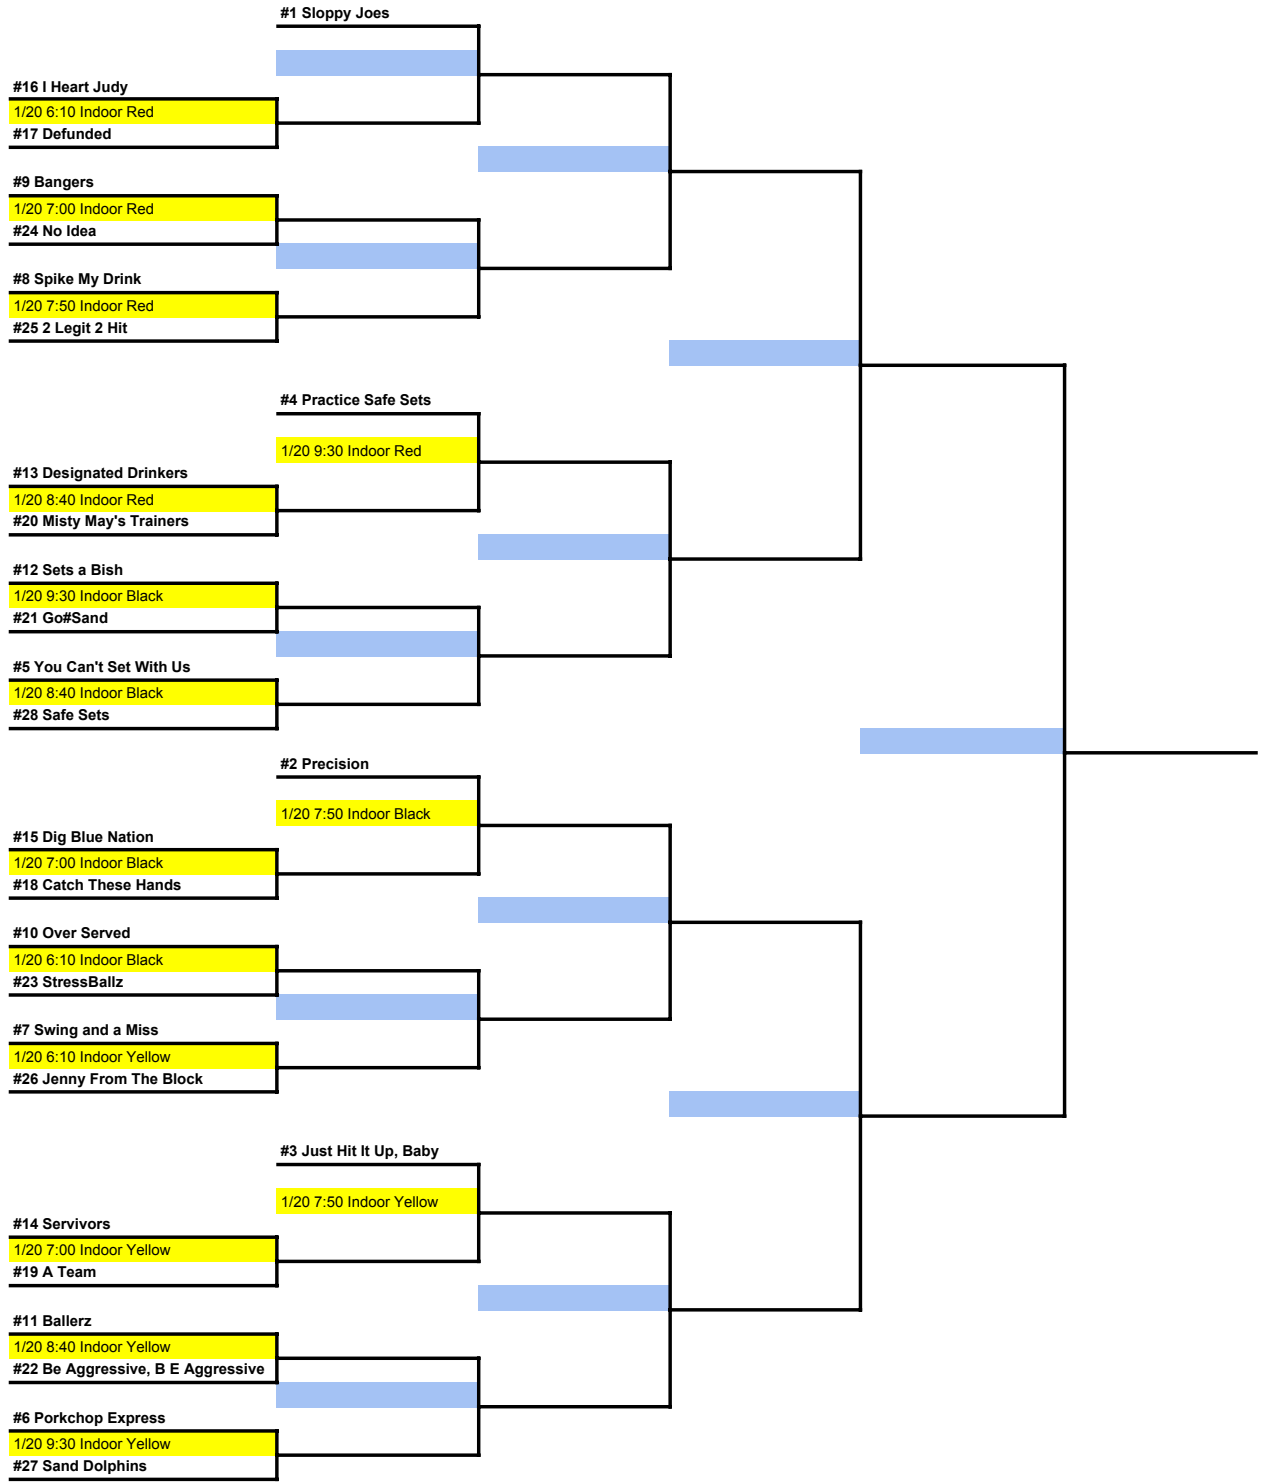 #1 Sloppy Joes
#16 I Heart Judy
1/20 6:10 Indoor Red
#17 Defunded
#9 Bangers
1/20 7:00 Indoor Red
#24 No Idea
#8 Spike My Drink
1/20 7:50 Indoor Red
#25 2 Legit 2 Hit
#4 Practice Safe Sets
1/20 9:30 Indoor Red
#13 Designated Drinkers
1/20 8:40 Indoor Red
#20 Misty May's Trainers
#12 Sets a Bish
1/20 9:30 Indoor Black
#21 Go#Sand
#5 You Can't Set With Us
1/20 8:40 Indoor Black
#28 Safe Sets
#2 Precision
1/20 7:50 Indoor Black
#15 Dig Blue Nation
1/20 7:00 Indoor Black
#18 Catch These Hands
#10 Over Served
1/20 6:10 Indoor Black
#23 StressBallz
#7 Swing and a Miss
1/20 6:10 Indoor Yellow
#26 Jenny From The Block
#3 Just Hit It Up, Baby
1/20 7:50 Indoor Yellow
#14 Servivors
1/20 7:00 Indoor Yellow
#19 A Team
#11 Ballerz
1/20 8:40 Indoor Yellow
#22 Be Aggressive, B E Aggressive
#6 Porkchop Express
1/20 9:30 Indoor Yellow
#27 Sand Dolphins